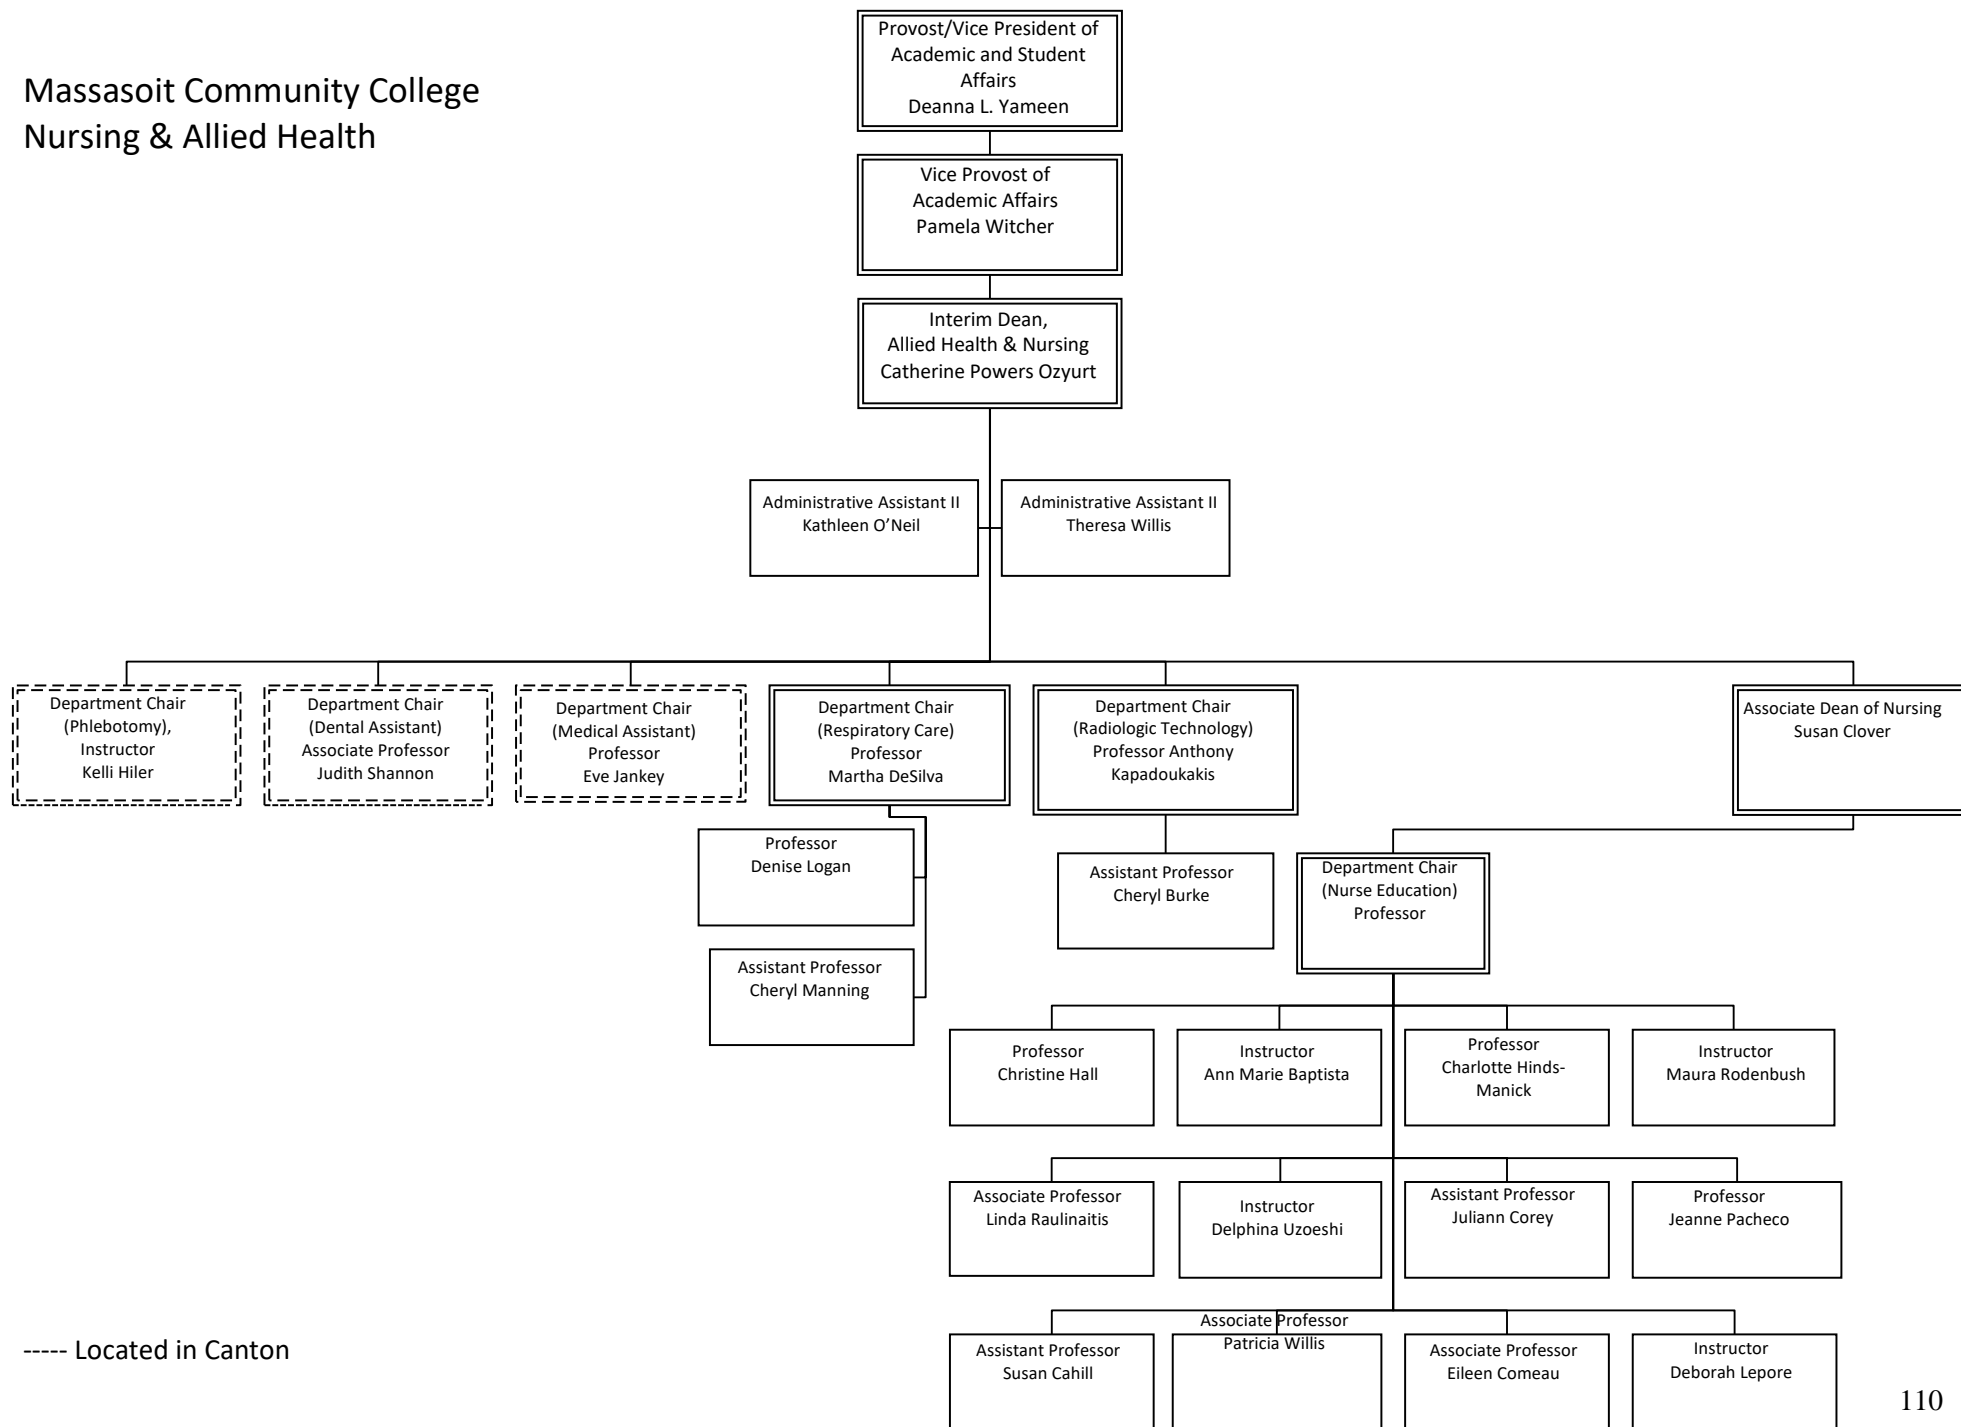 Massasoit Community College
Nursing & Allied Health
Provost/Vice President of
Academic and Student
Affairs
Deanna L. Yameen
Vice Provost of
Academic Affairs
Pamela Witcher
Interim Dean,
Allied Health & Nursing
Catherine Powers Ozyurt
Administrative Assistant II
Kathleen O’Neil
Administrative Assistant II
Theresa Willis
Department Chair
(Phlebotomy),
Instructor
Kelli Hiler
Department Chair
(Dental Assistant)
Associate Professor
Judith Shannon
Department Chair
(Medical Assistant)
Professor
Eve Jankey
Department Chair
(Respiratory Care)
Professor
Martha DeSilva
Department Chair
(Radiologic Technology)
Professor Anthony
Kapadoukakis
Associate Dean of Nursing
Susan Clover
Professor
Denise Logan
Assistant Professor
Cheryl Manning
Assistant Professor
Cheryl Burke
Department Chair
(Nurse Education)
Professor
Professor
Christine Hall
Instructor
Ann Marie Baptista
Professor
Charlotte Hinds-
Manick
Instructor
Maura Rodenbush
Associate Professor
Linda Raulinaitis
Instructor
Delphina Uzoeshi
Assistant Professor
Juliann Corey
Professor
Jeanne Pacheco
Assistant Professor
Susan Cahill
Associate Professor
Patricia Willis
Associate Professor
Eileen Comeau
Instructor
Deborah Lepore
----- Located in Canton
110